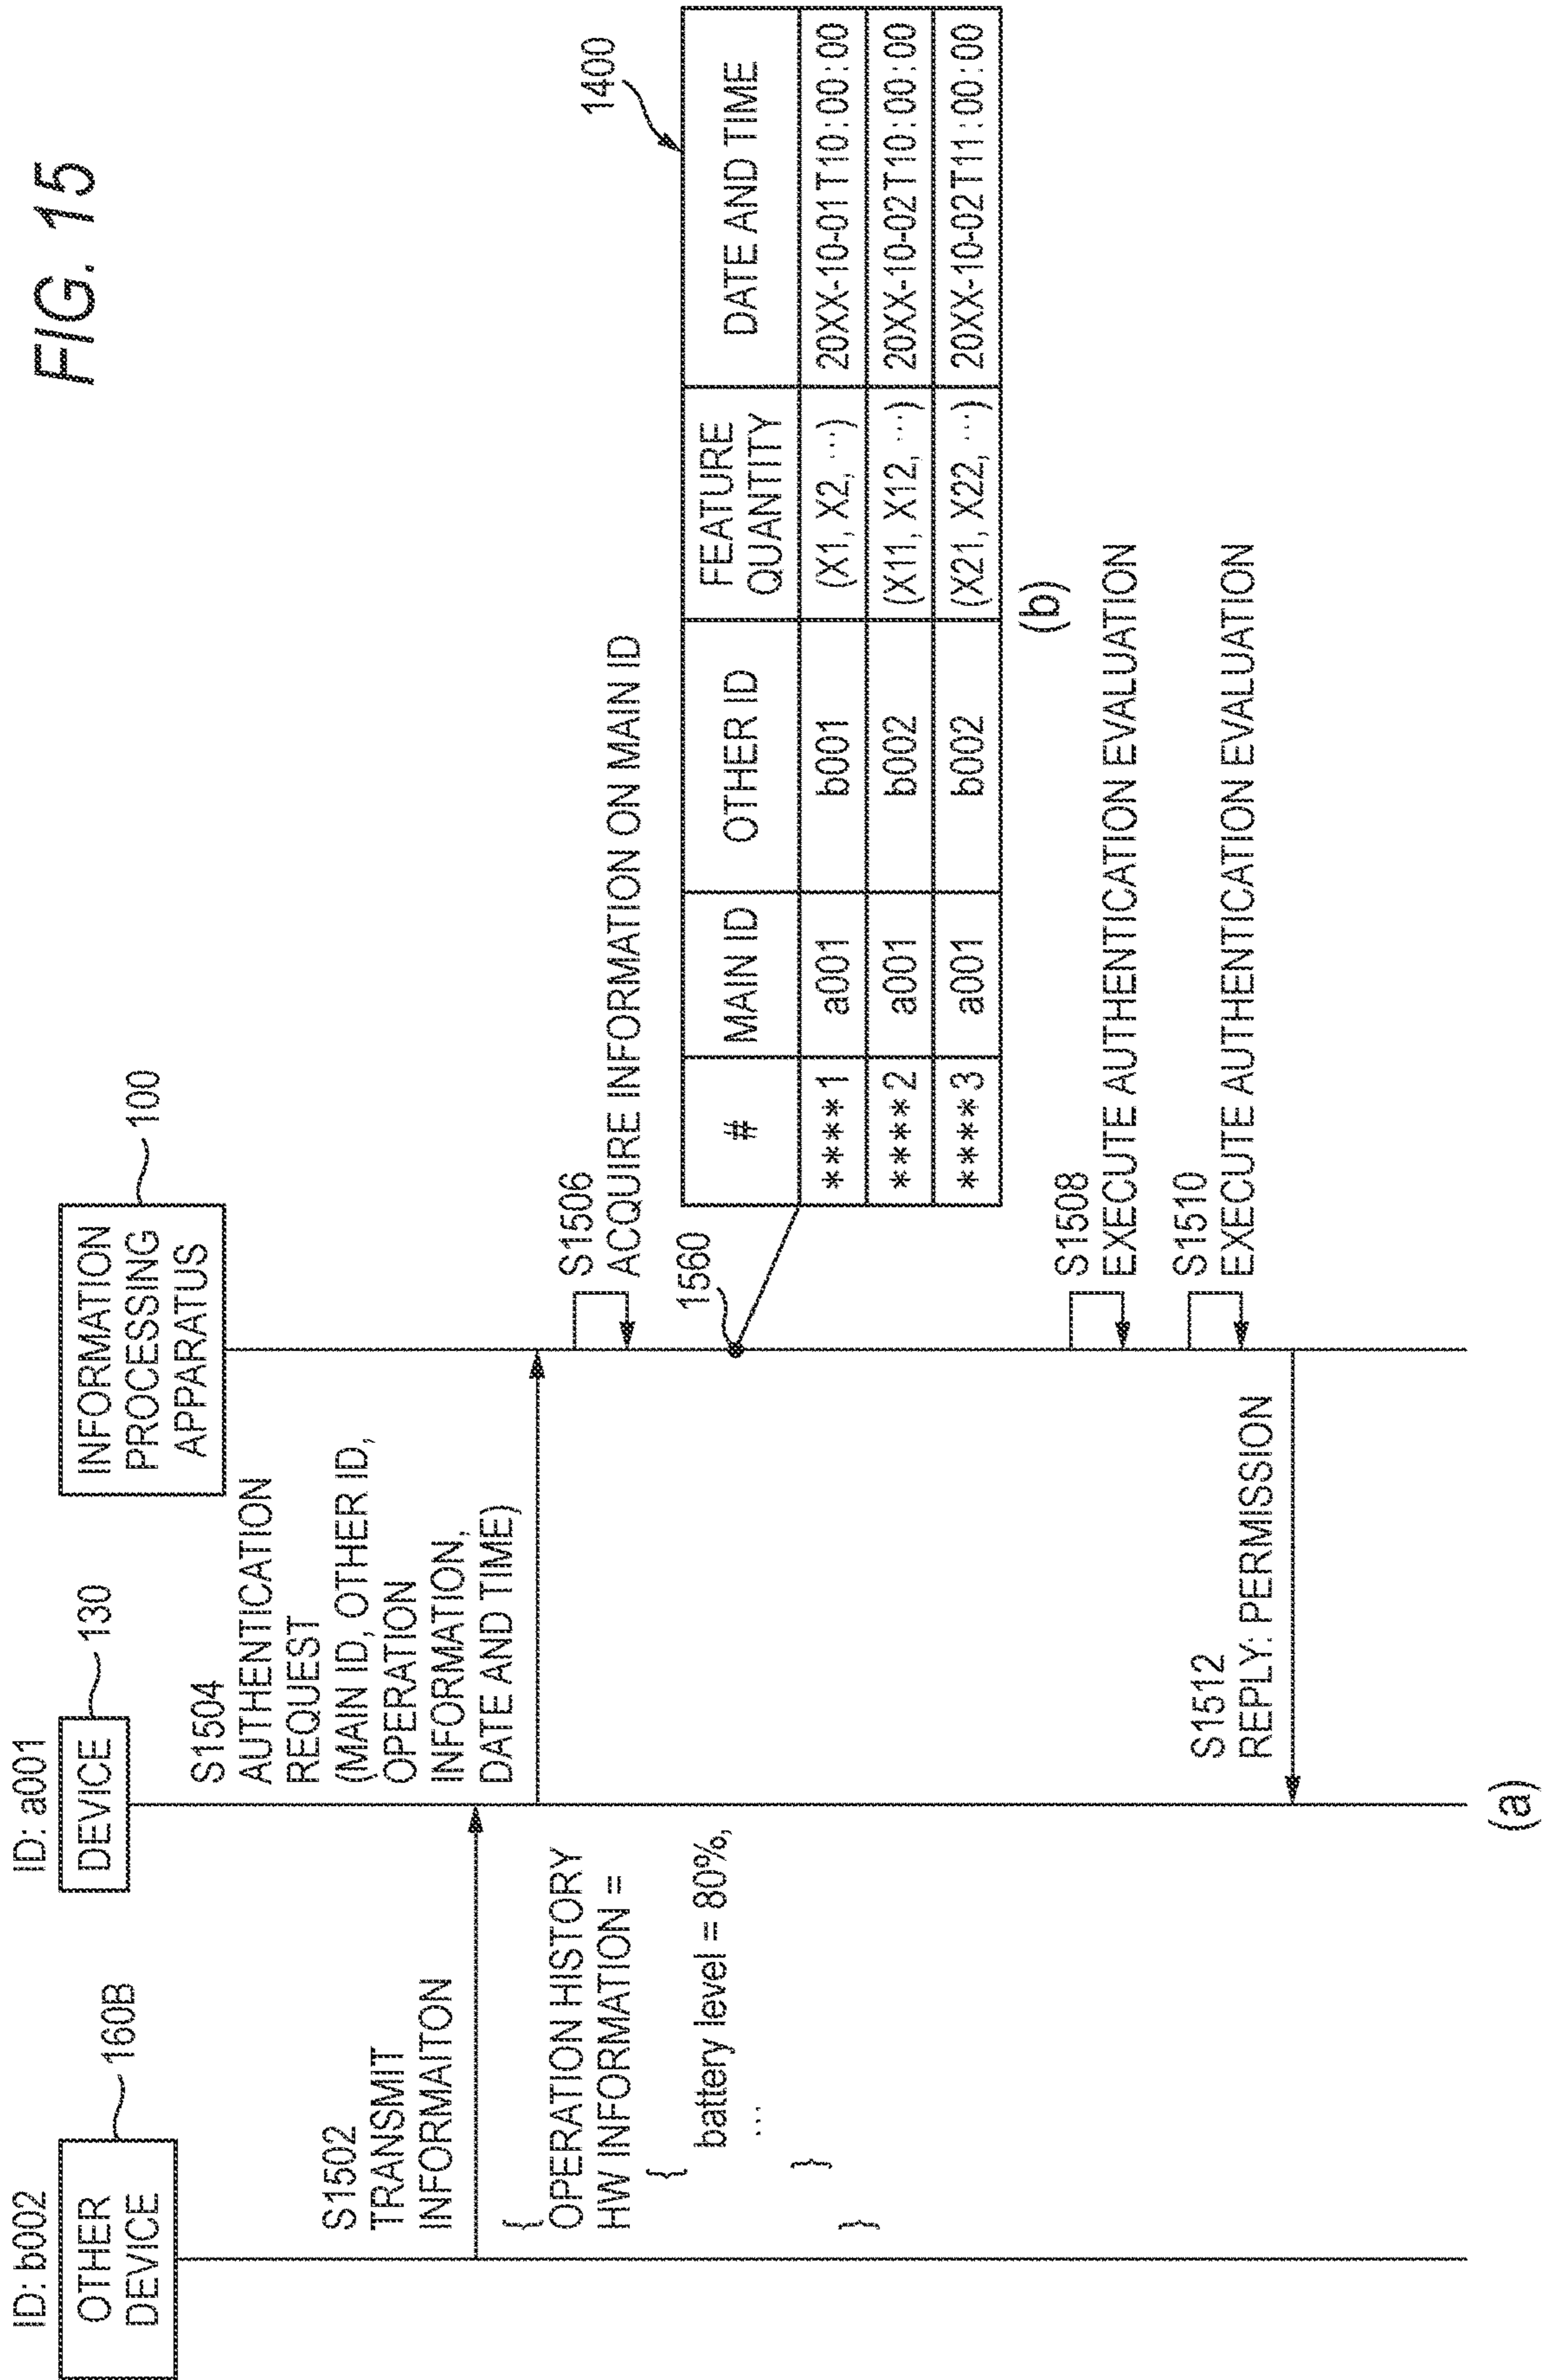 FIG. 15
ID: b002
OTHER
DEVICE
160B
ID: a001
DEVICE
130
INFORMATION
PROCESSING
APPARATUS
100
S1502
TRANSMIT
INFORMAITON
{
OPERATION HISTORY
HW INFORMATION =
{
battery level = 80%,
...
}
}
S1504
AUTHENTICATION
REQUEST
(MAIN ID, OTHER ID,
OPERATION
INFORMATION,
DATE AND TIME)
S1506
ACQUIRE INFORMATION ON MAIN ID
1560
1400
# MAIN ID OTHER ID FEATURE QUANTITY DATE AND TIME
****1 a001 b001 (X1, X2, ...) 20XX-10-01T10:00:00
****2 a001 b002 (X11, X12, ...) 20XX-10-02T10:00:00
****3 a001 b002 (X21, X22, ...) 20XX-10-02T11:00:00
(b)
S1508
EXECUTE AUTHENTICATION EVALUATION
S1510
EXECUTE AUTHENTICATION EVALUATION
S1512
REPLY: PERMISSION
(a)